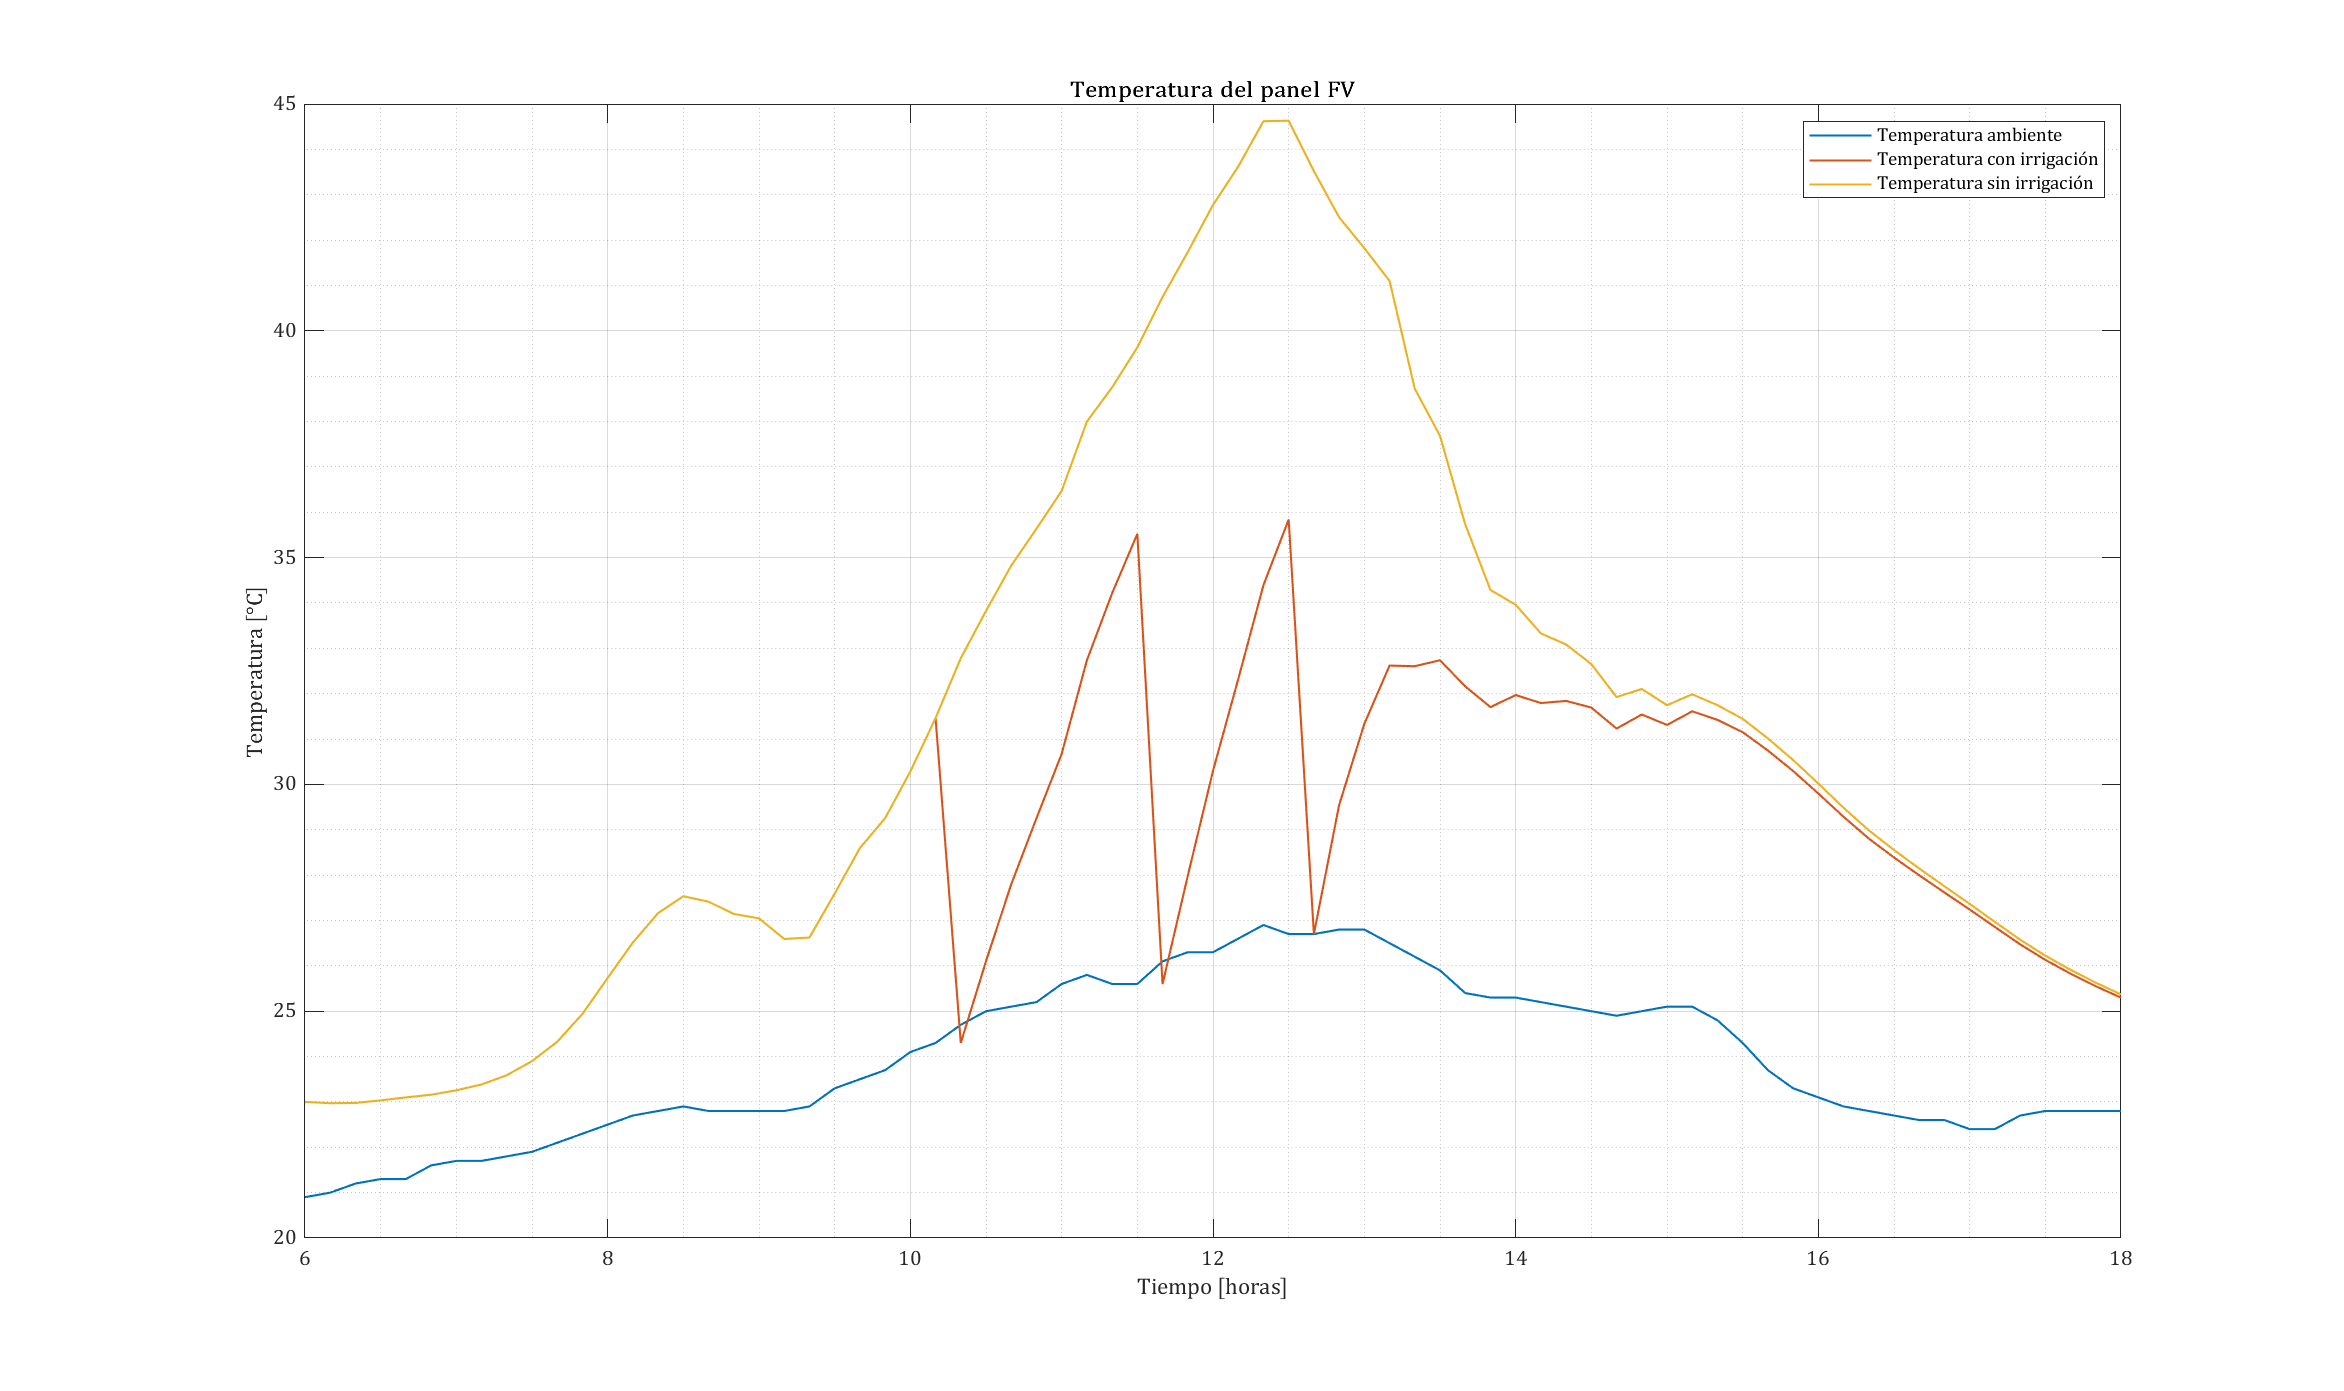 Temperatura del panel FV
Temperatura ambiente
Temperatura con irrigación
Temperatura sin irrigación
45
40
35
30
25
20
Temperatura [°C]
6
8
10
12
14
16
18
Tiempo [horas]